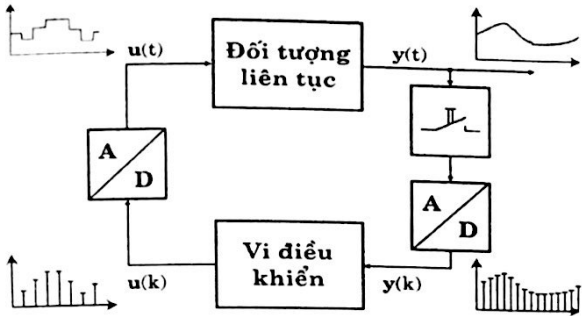 u(t)
Đối tượng
liên tục
y(t)
A
D
A
D
Vi điều
khiển
u(k)
y(k)